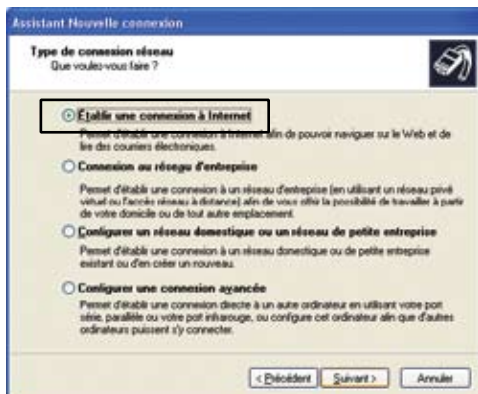 Assistant Nouvelle connexion
Type de connexion réseau
Que voulez-vous faire ?
Établir une connexion à Internet
Permet d'établir une connexion à Internet afin de pouvoir naviguer sur le Web et de
lire des courriers électroniques.
Connexion au réseau d'entreprise
Permet d'établir une connexion à un réseau d'entreprise (en utilisant un réseau privé
virtuel ou l'accès réseau à distance) afin de vous offrir la possibilité de travailler à partir
de votre domicile ou de tout autre emplacement.
Configurer un réseau domestique ou un réseau de petite entreprise
Permet d'établir une connexion à un réseau domestique ou de petite entreprise
existant ou d'en créer un nouveau.
Configurer une connexion avancée
Permet d'établir une connexion directe à un autre ordinateur en utilisant votre port
série, parallèle ou votre port infrarouge, ou configure cet ordinateur afin que d'autres
ordinateurs puissent s'y connecter.
< Précédent Suivant > Annuler